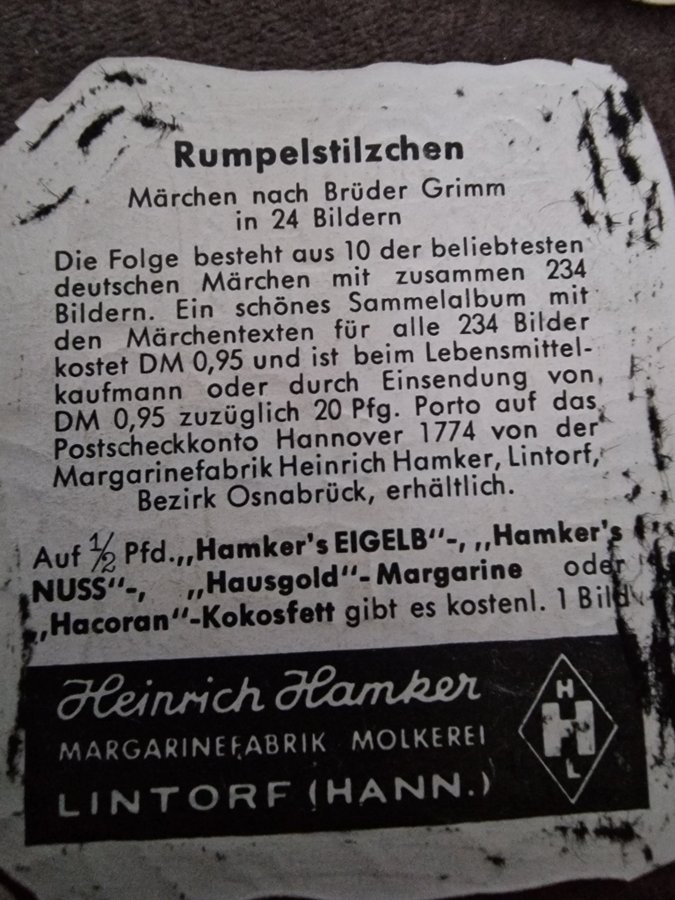 Rumpelstilzchen
Märchen nach Brüder Grimm
in 24 Bildern
Die Folge besteht aus 10 der beliebtesten
deutschen Märchen mit zusammen 234
Bildern. Ein schönes Sammelalbum mit
den Märchentexten für alle 234 Bilder
kostet DM 0,95 und ist beim Lebensmittel-
kaufmann oder durch Einsendung von
DM 0,95 zuzüglich 20 Pfg. Porto auf das
Postscheckkonto Hannover 1774 von der
Margarinefabrik Heinrich Hamker, Lintorf,
Bezirk Osnabrück, erhältlich.
Auf ½ Pfd. „Hamker's EIGELB"-, „Hamker's
NUSS"-, „Hausgold"-Margarine oder
„Hacoran"-Kokosfett gibt es kostenl. 1 Bild
Heinrich Hamker
MARGARINEFABRIK MOLKEREI
LINTORF (HANN.)
H
H
L